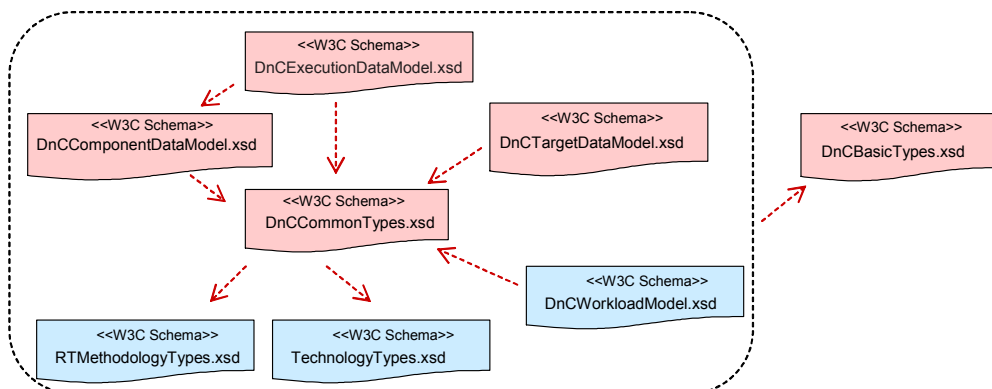 <<W3C Schema>>
DnCExecutionDataModel.xsd
<<W3C Schema>>
DnCComponentDataModel.xsd
<<W3C Schema>>
DnCTargetDataModel.xsd
<<W3C Schema>>
DnCBasicTypes.xsd
<<W3C Schema>>
DnCCommonTypes.xsd
<<W3C Schema>>
DnCWorkloadModel.xsd
<<W3C Schema>>
RTMethodologyTypes.xsd
<<W3C Schema>>
TechnologyTypes.xsd